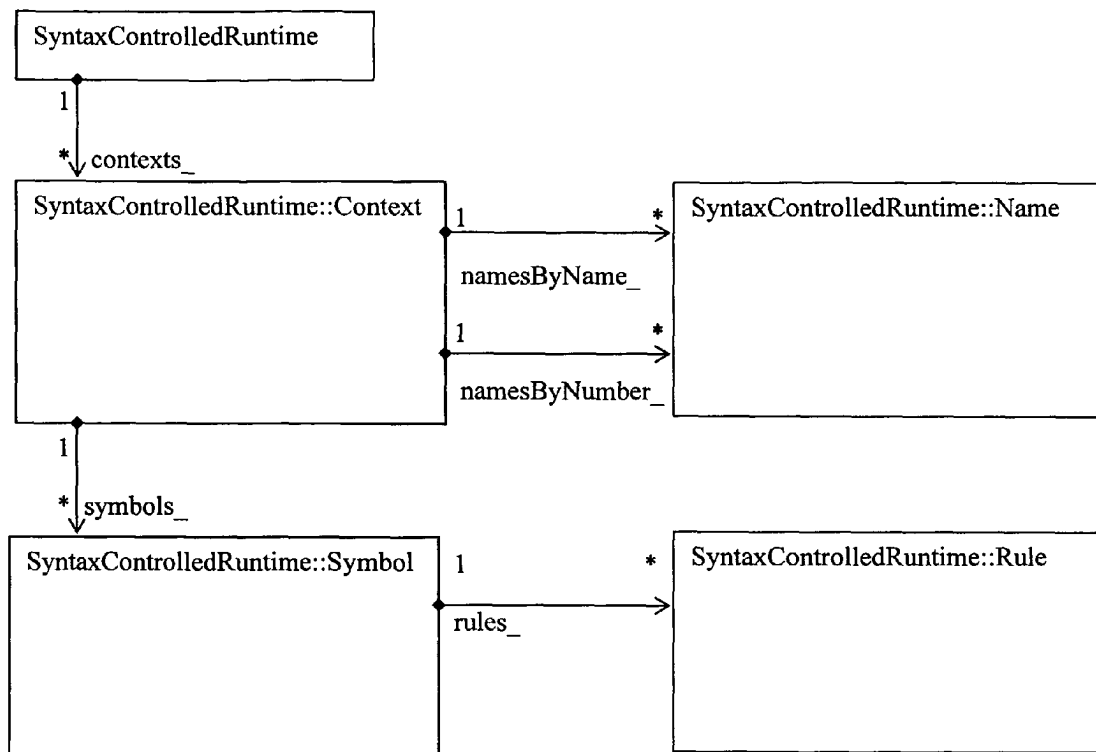 SyntaxControlledRuntime
1
* contexts_
SyntaxControlledRuntime::Context
1 *
namesByName_
1 *
namesByNumber_
SyntaxControlledRuntime::Name
1
* symbols_
SyntaxControlledRuntime::Symbol
1 *
rules_
SyntaxControlledRuntime::Rule